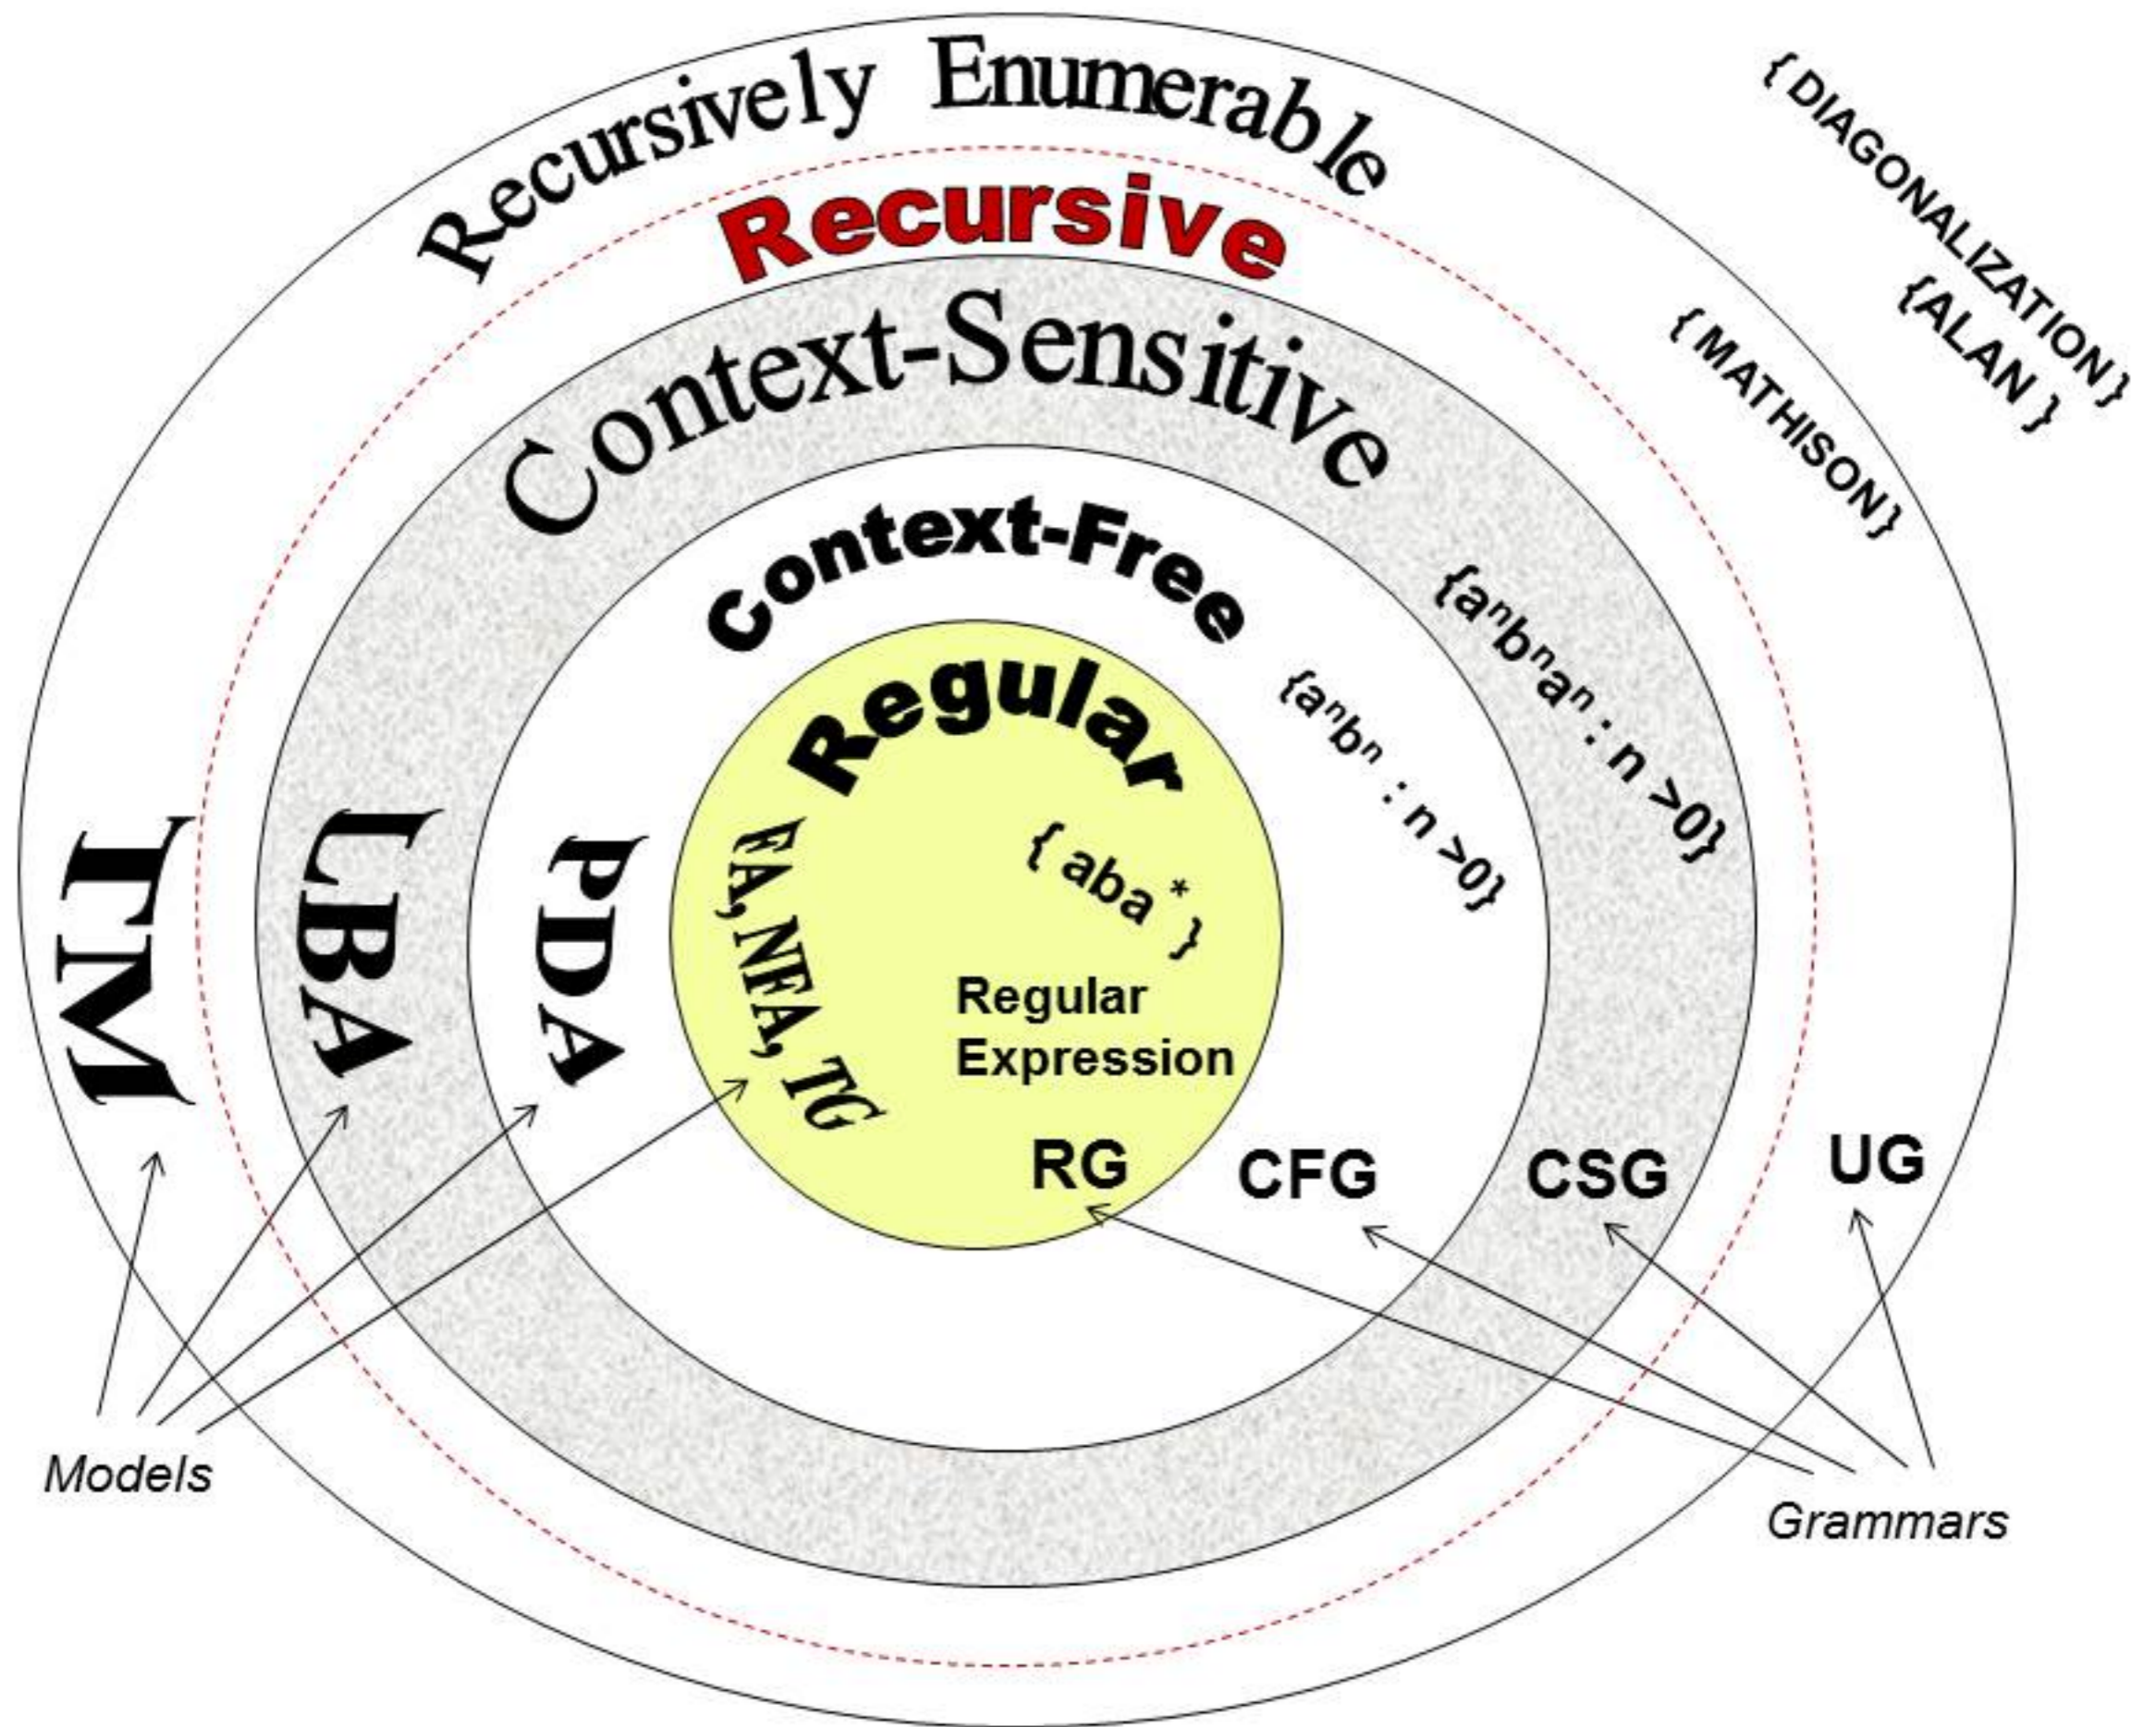 Recursively Enumerable
{ DIAGONALIZATION }
{ALAN }
Recursive
{ MATHISON}
Context-Sensitive
{aⁿbⁿaⁿ : n >0}
Context-Free
{aⁿbⁿ : n >0}
Regular
{ aba* }
TM
LBA
PDA
FA, NFA, TG
Regular
Expression
RG
CFG
CSG
UG
Models
Grammars